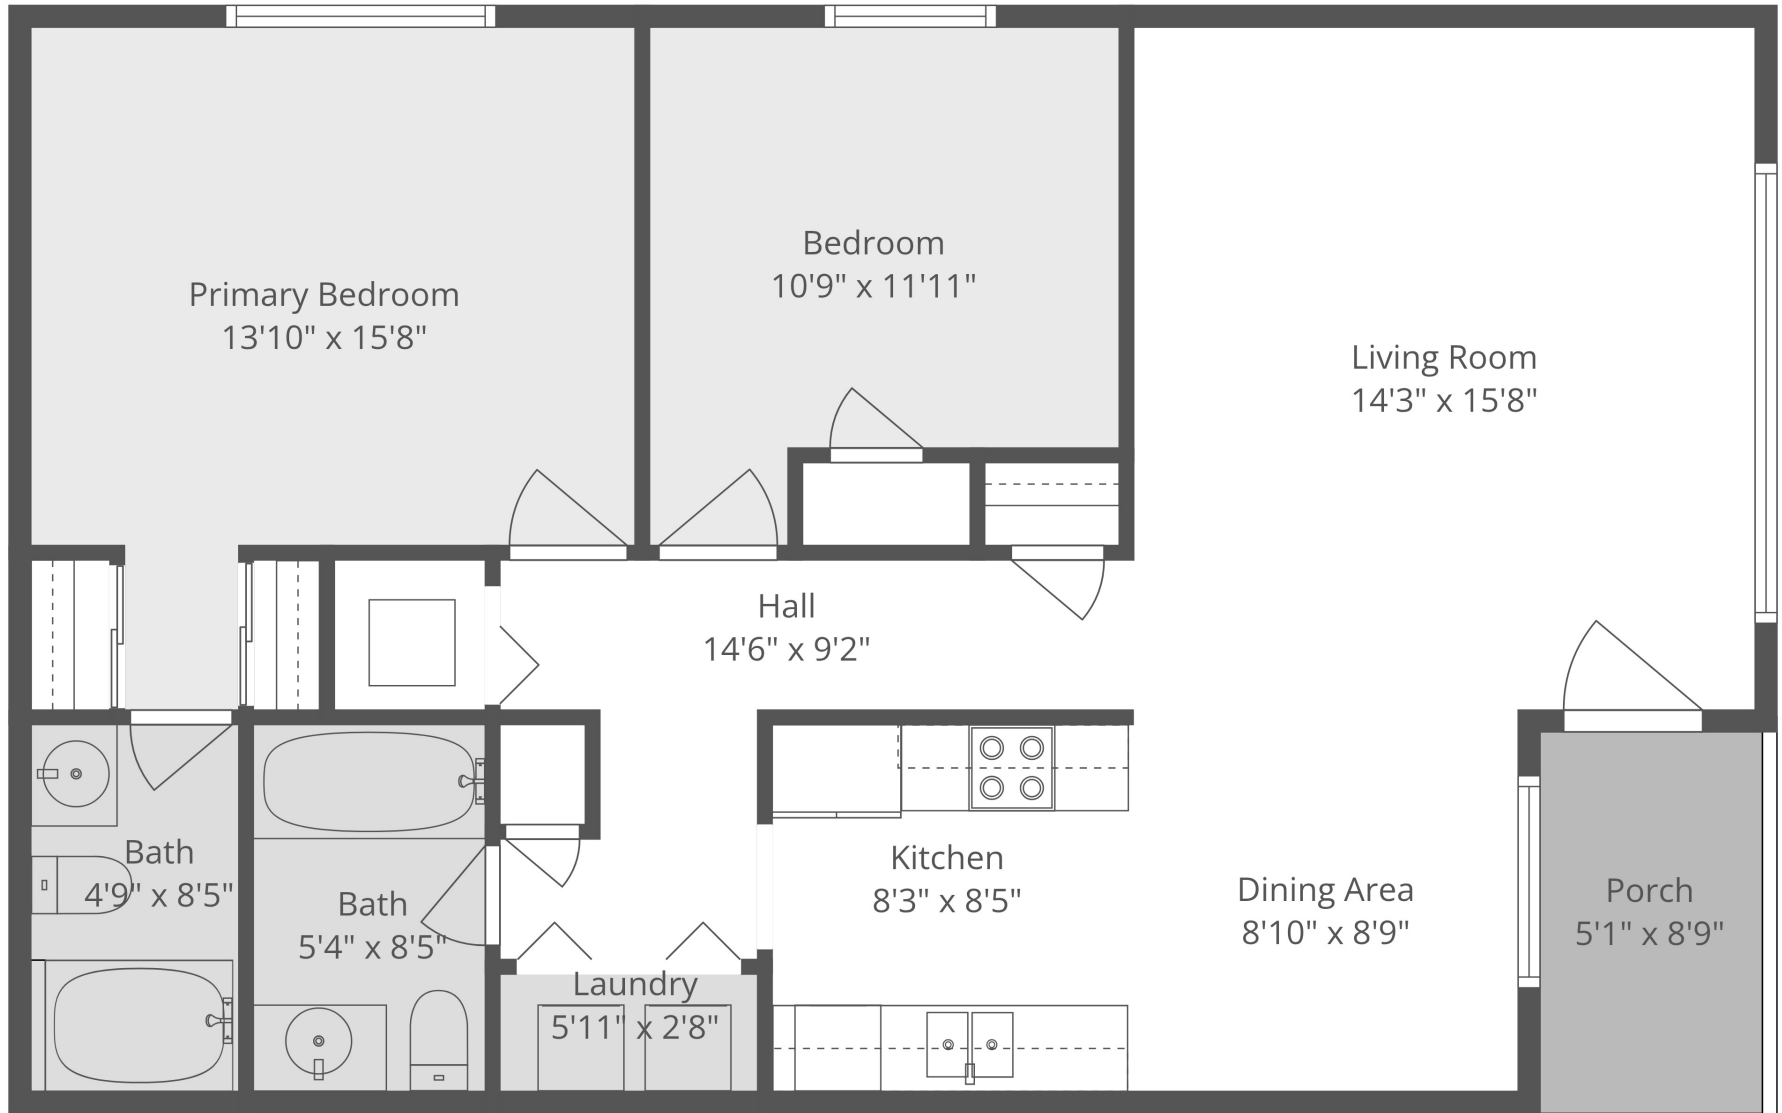 Primary Bedroom
13'10" x 15'8"
Bedroom
10'9" x 11'11"
Living Room
14'3" x 15'8"
Hall
14'6" x 9'2"
Bath
4'9" x 8'5"
Bath
5'4" x 8'5"
Laundry
5'11" x 2'8"
Kitchen
8'3" x 8'5"
Dining Area
8'10" x 8'9"
Porch
5'1" x 8'9"